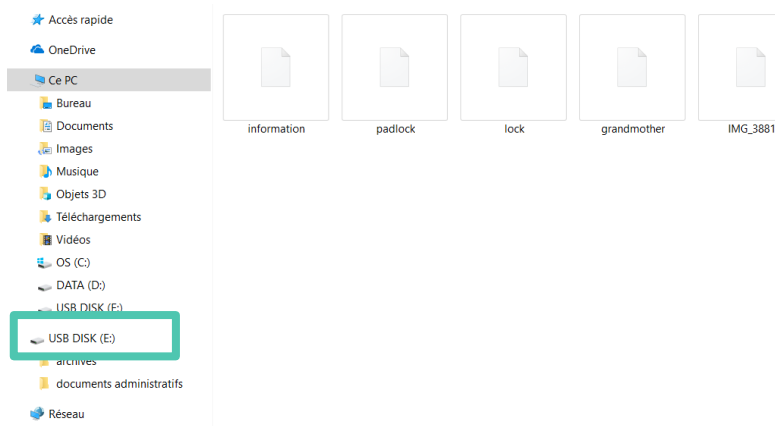 Accès rapide
OneDrive
Ce PC
Bureau
Documents
Images
Musique
Objets 3D
Téléchargements
Vidéos
OS (C:)
DATA (D:)
USB DISK (E:)
USB DISK (E:)
archives
documents administratifs
Réseau
information
padlock
lock
grandmother
IMG_3881